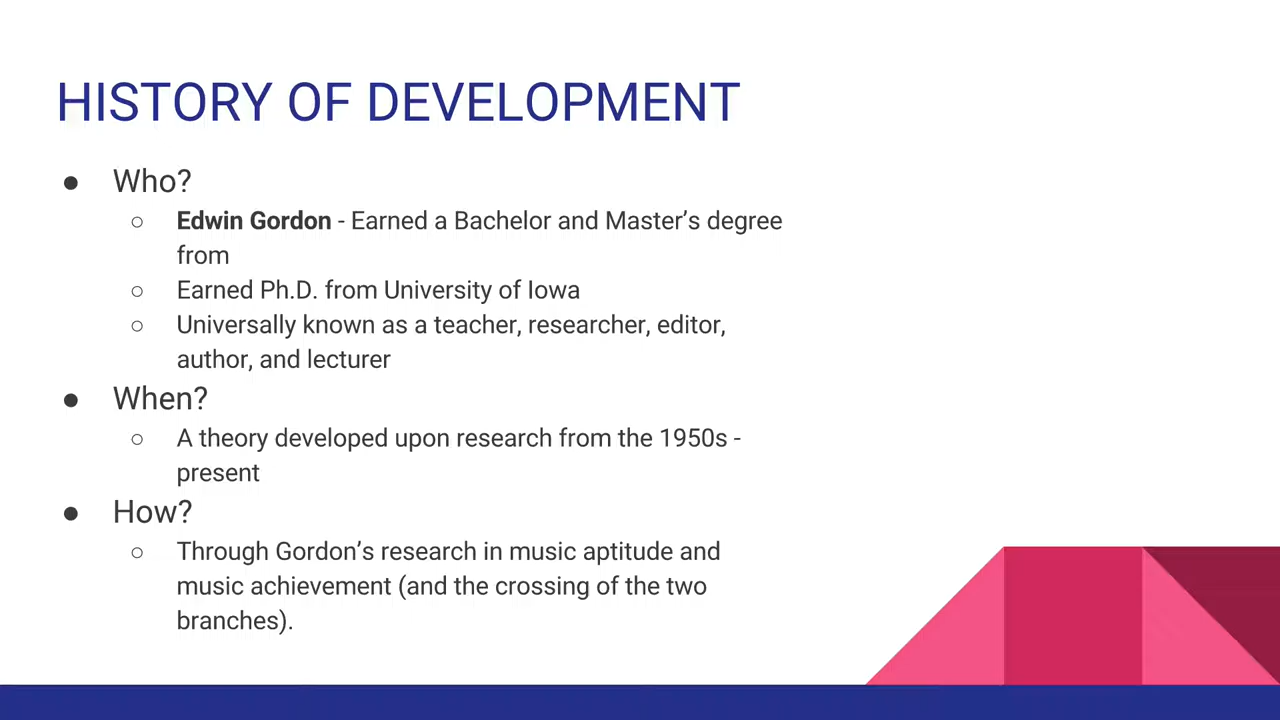 HISTORY OF DEVELOPMENT
● Who?
○ Edwin Gordon - Earned a Bachelor and Master’s degree
from
○ Earned Ph.D. from University of Iowa
○ Universally known as a teacher, researcher, editor,
author, and lecturer
● When?
○ A theory developed upon research from the 1950s -
present
● How?
○ Through Gordon’s research in music aptitude and
music achievement (and the crossing of the two
branches).